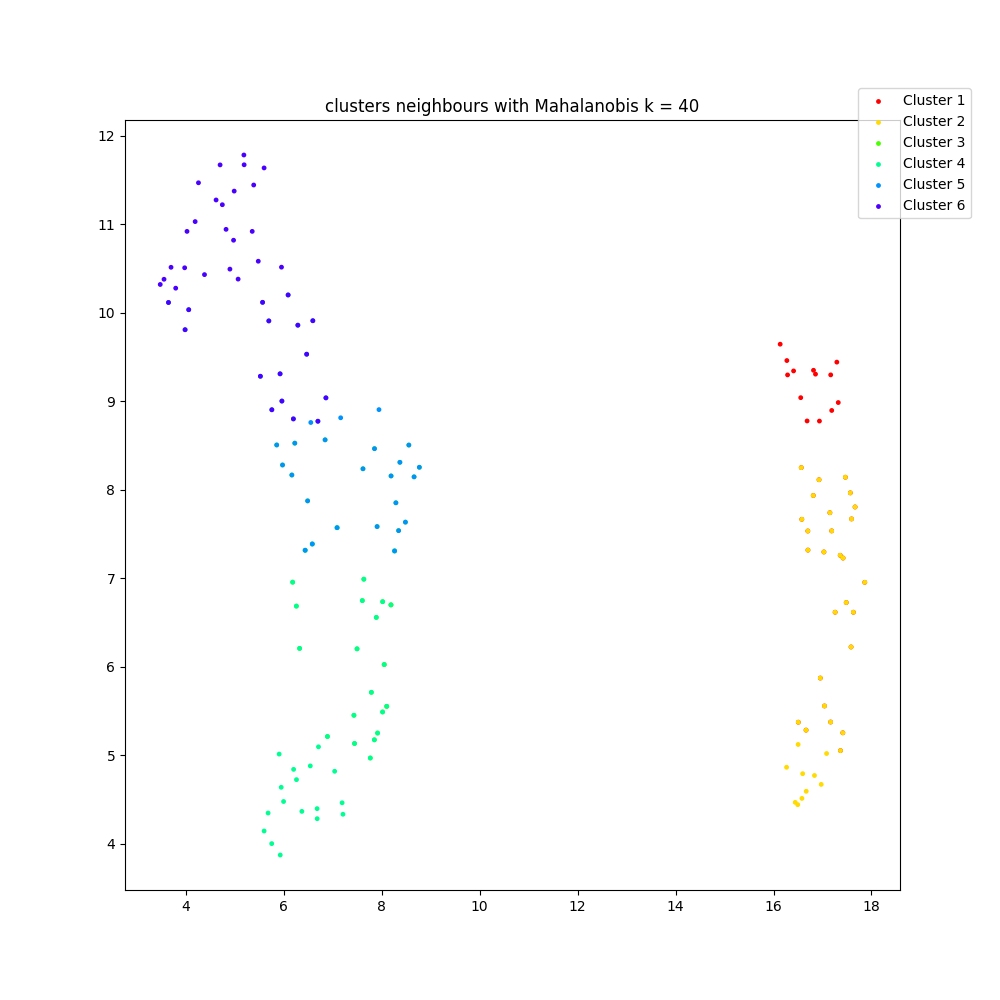 clusters neighbours with Mahalanobis k = 40
Cluster 1
Cluster 2
Cluster 3
Cluster 4
Cluster 5
Cluster 6
12
11
10
9
8
7
6
5
4
4 6 8 10 12 14 16 18